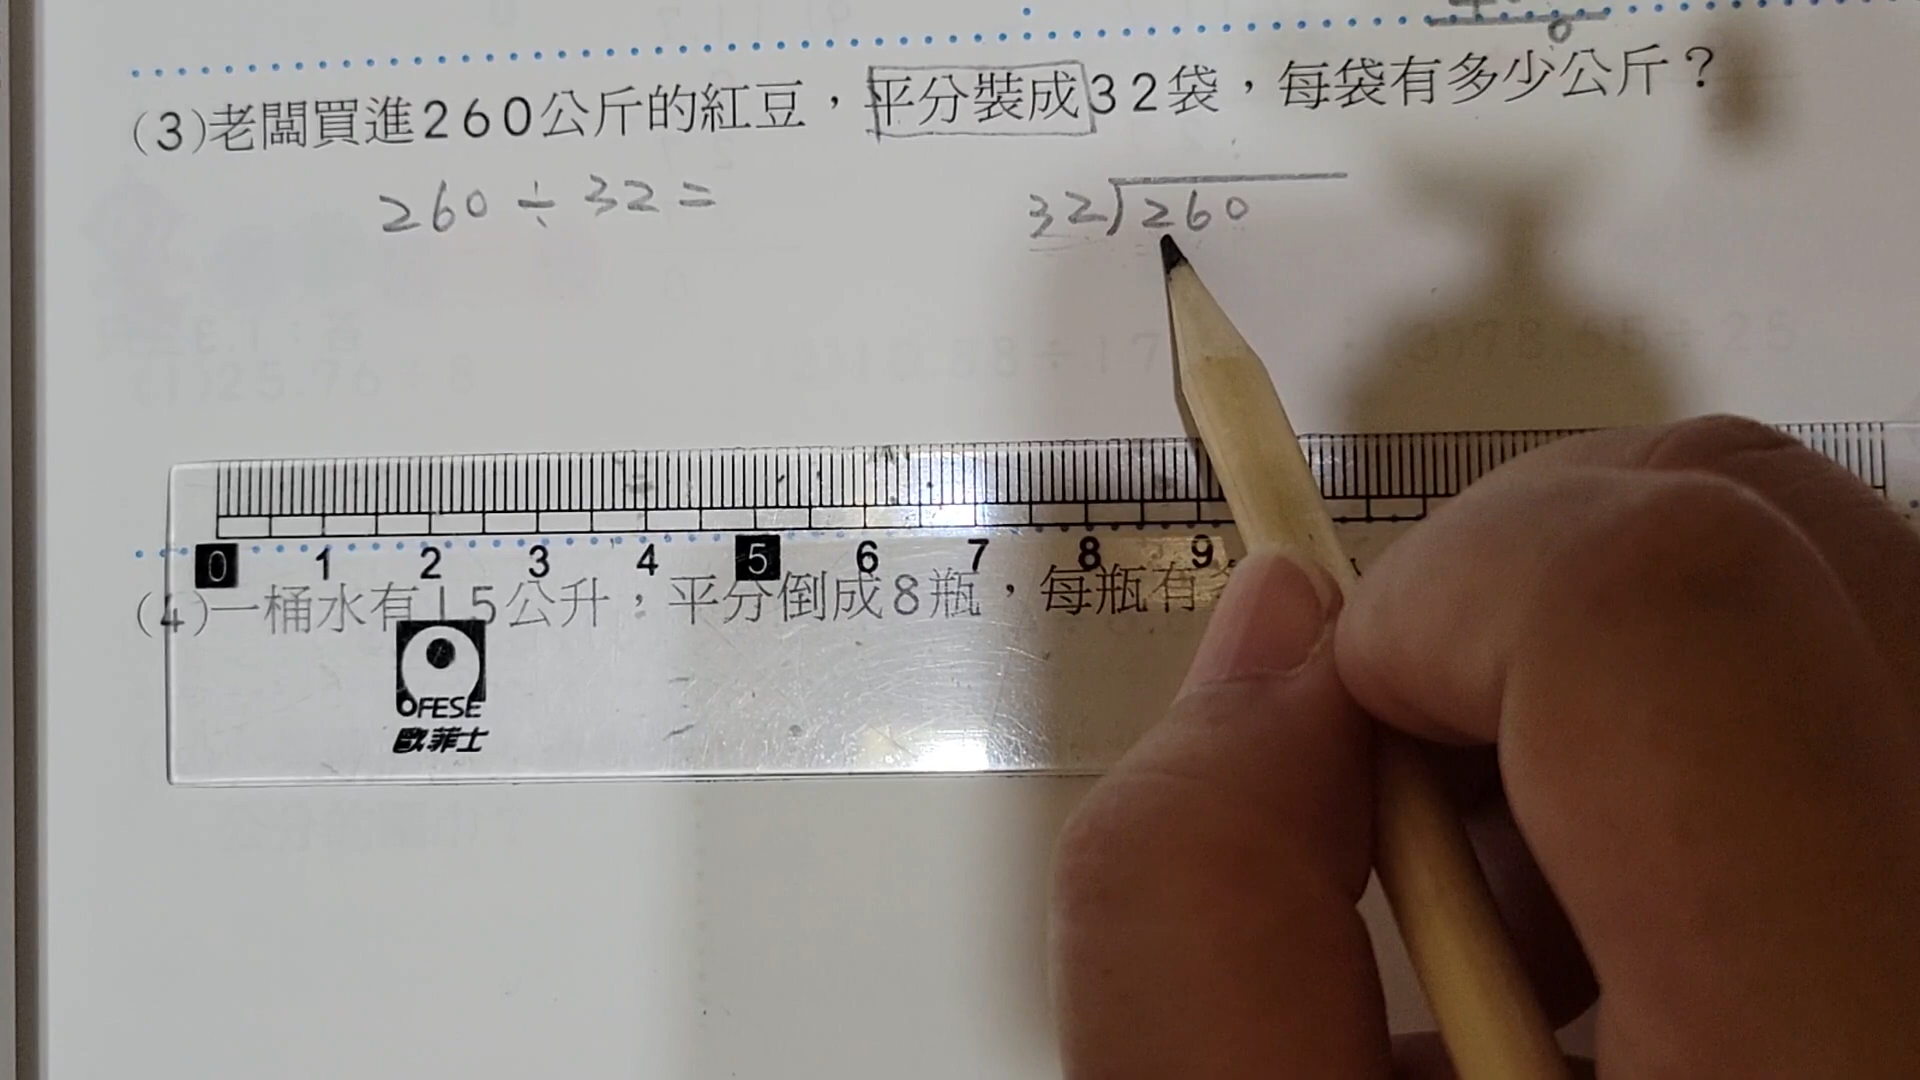 (3)老闆買進260公斤的紅豆，平分裝成32袋，每袋有多少公斤？
260÷32=
32)260
0 1 2 3 4 5 6 7 8 9
(4)一桶水有15公升，平分倒成8瓶，每瓶有
OFESE
歐菲士